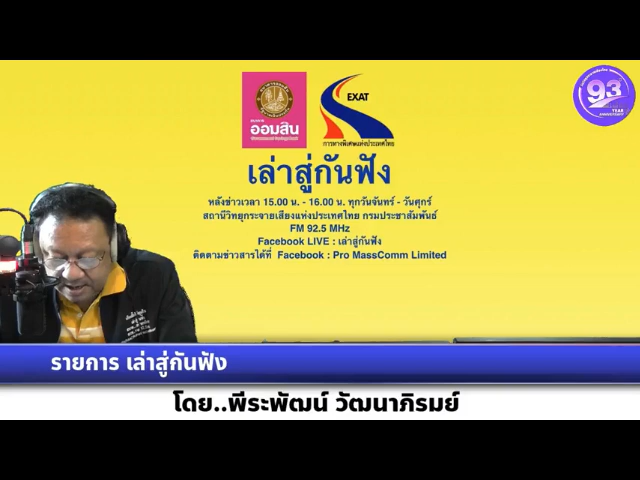 93
YEAR
ANNIVERSARY
ออมสิน
EXAT
การทางพิเศษแห่งประเทศไทย
เล่าสู่กันฟัง
หลังข่าวเวลา 15.00 น. - 16.00 น. ทุกวันจันทร์ - วันศุกร์
สถานีวิทยุกระจายเสียงแห่งประเทศไทย กรมประชาสัมพันธ์
FM 92.5 MHz
Facebook LIVE : เล่าสู่กันฟัง
ติดตามข่าวสารได้ที่ Facebook : Pro MassComm Limited
รายการ เล่าสู่กันฟัง
โดย..พีระพัฒน์ วัฒนาภิรมย์